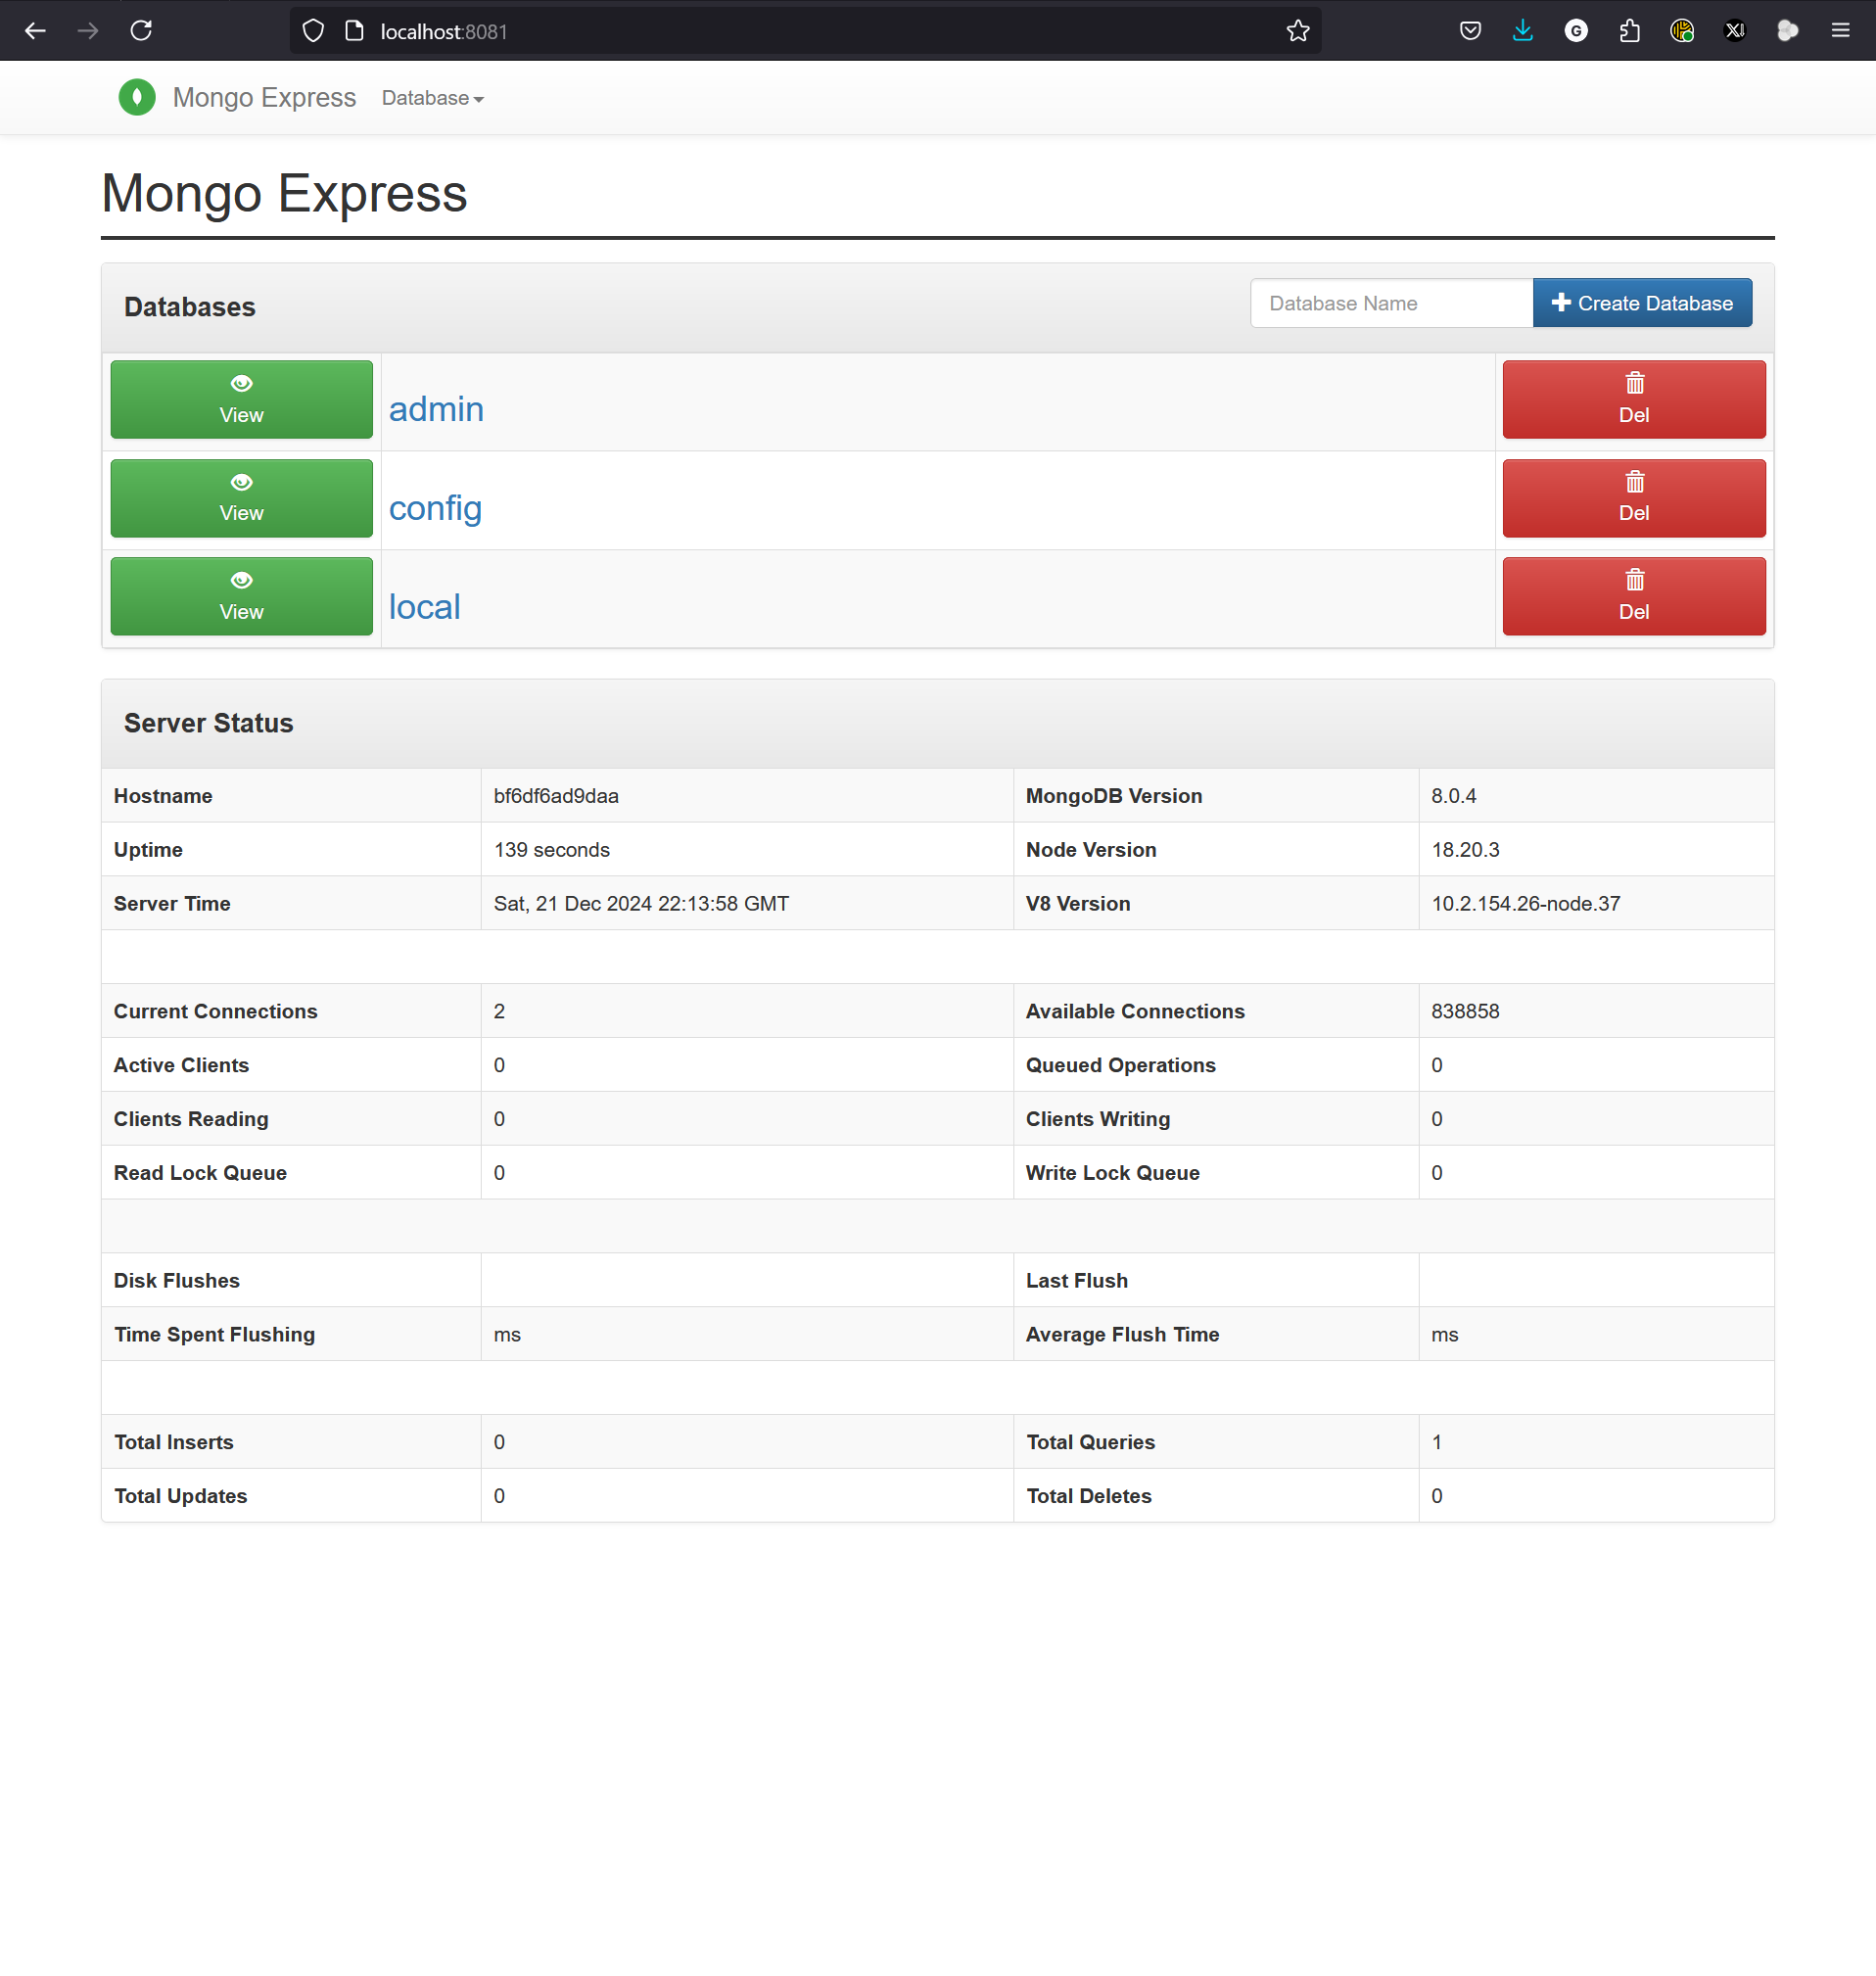 localhost:8081
Mongo Express Database
Mongo Express
Databases Database Name Create Database
View admin Del
View config Del
View local Del
Server Status
Hostname bf6df6ad9daa MongoDB Version 8.0.4
Uptime 139 seconds Node Version 18.20.3
Server Time Sat, 21 Dec 2024 22:13:58 GMT V8 Version 10.2.154.26-node.37
Current Connections 2 Available Connections 838858
Active Clients 0 Queued Operations 0
Clients Reading 0 Clients Writing 0
Read Lock Queue 0 Write Lock Queue 0
Disk Flushes Last Flush
Time Spent Flushing ms Average Flush Time ms
Total Inserts 0 Total Queries 1
Total Updates 0 Total Deletes 0